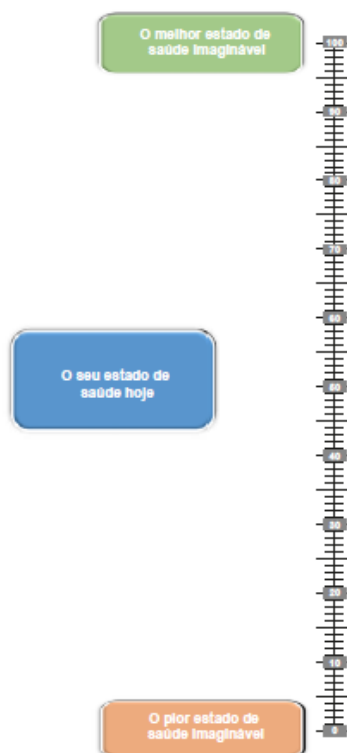 O melhor estado de
saúde imaginável
100
90
80
70
60
O seu estado de
saúde hoje
50
40
30
20
10
O pior estado de
saúde imaginável
0